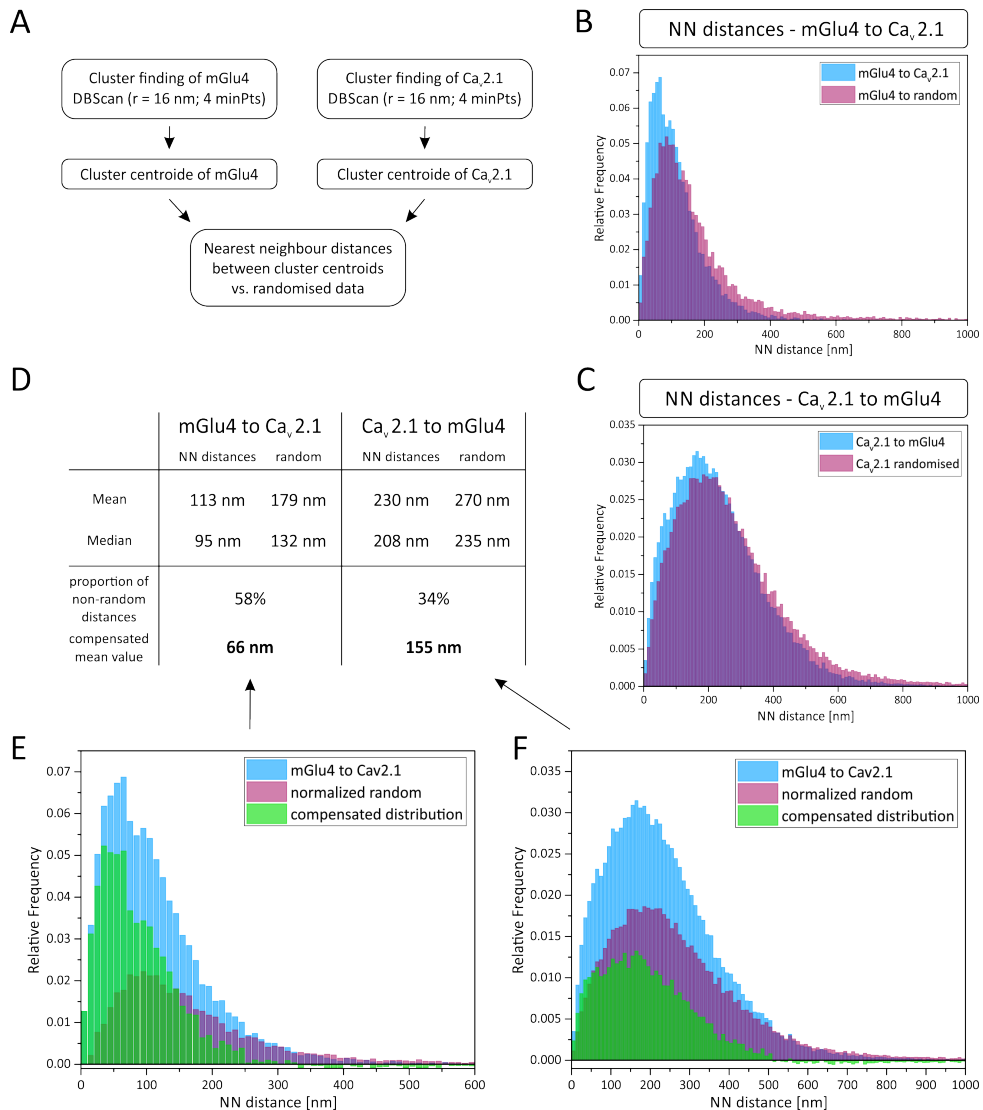 A
Cluster finding of mGlu4
DBScan (r = 16 nm; 4 minPts)
Cluster finding of Cav2.1
DBScan (r = 16 nm; 4 minPts)
Cluster centroide of mGlu4
Cluster centroide of Cav2.1
Nearest neighbour distances
between cluster centroids
vs. randomised data
B
NN distances - mGlu4 to Cav2.1
mGlu4 to Cav2.1
mGlu4 to random
Relative Frequency
0.07
0.06
0.05
0.04
0.03
0.02
0.01
0.00
0 200 400 600 800 1000
NN distance [nm]
C
NN distances - Cav2.1 to mGlu4
Cav2.1 to mGlu4
Cav2.1 randomised
Relative Frequency
0.035
0.030
0.025
0.020
0.015
0.010
0.005
0.000
0 200 400 600 800 1000
NN distance [nm]
D
mGlu4 to Cav2.1 Cav2.1 to mGlu4
NN distances random NN distances random
Mean 113 nm 179 nm 230 nm 270 nm
Median 95 nm 132 nm 208 nm 235 nm
proportion of
non-random
distances
58% 34%
compensated
mean value
66 nm 155 nm
E
mGlu4 to Cav2.1
normalized random
compensated distribution
Relative Frequency
0.07
0.06
0.05
0.04
0.03
0.02
0.01
0.00
0 100 200 300 400 500 600
NN distance [nm]
F
mGlu4 to Cav2.1
normalized random
compensated distribution
Relative Frequency
0.035
0.030
0.025
0.020
0.015
0.010
0.005
0.000
0 100 200 300 400 500 600 700 800 900 1000
NN distance [nm]